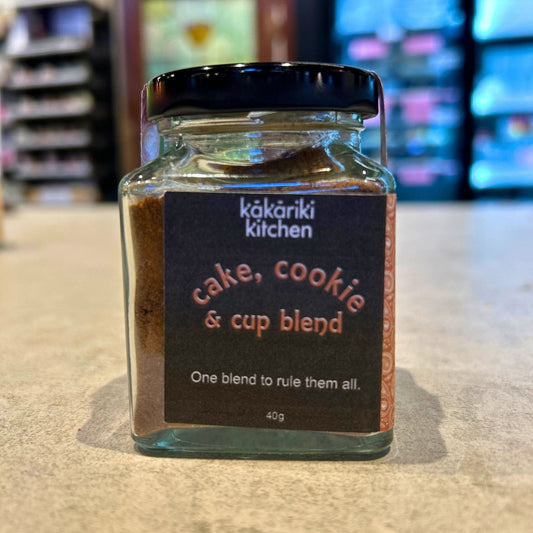 kākāriki
kitchen
cake, cookie
& cup blend
One blend to rule them all.
40g